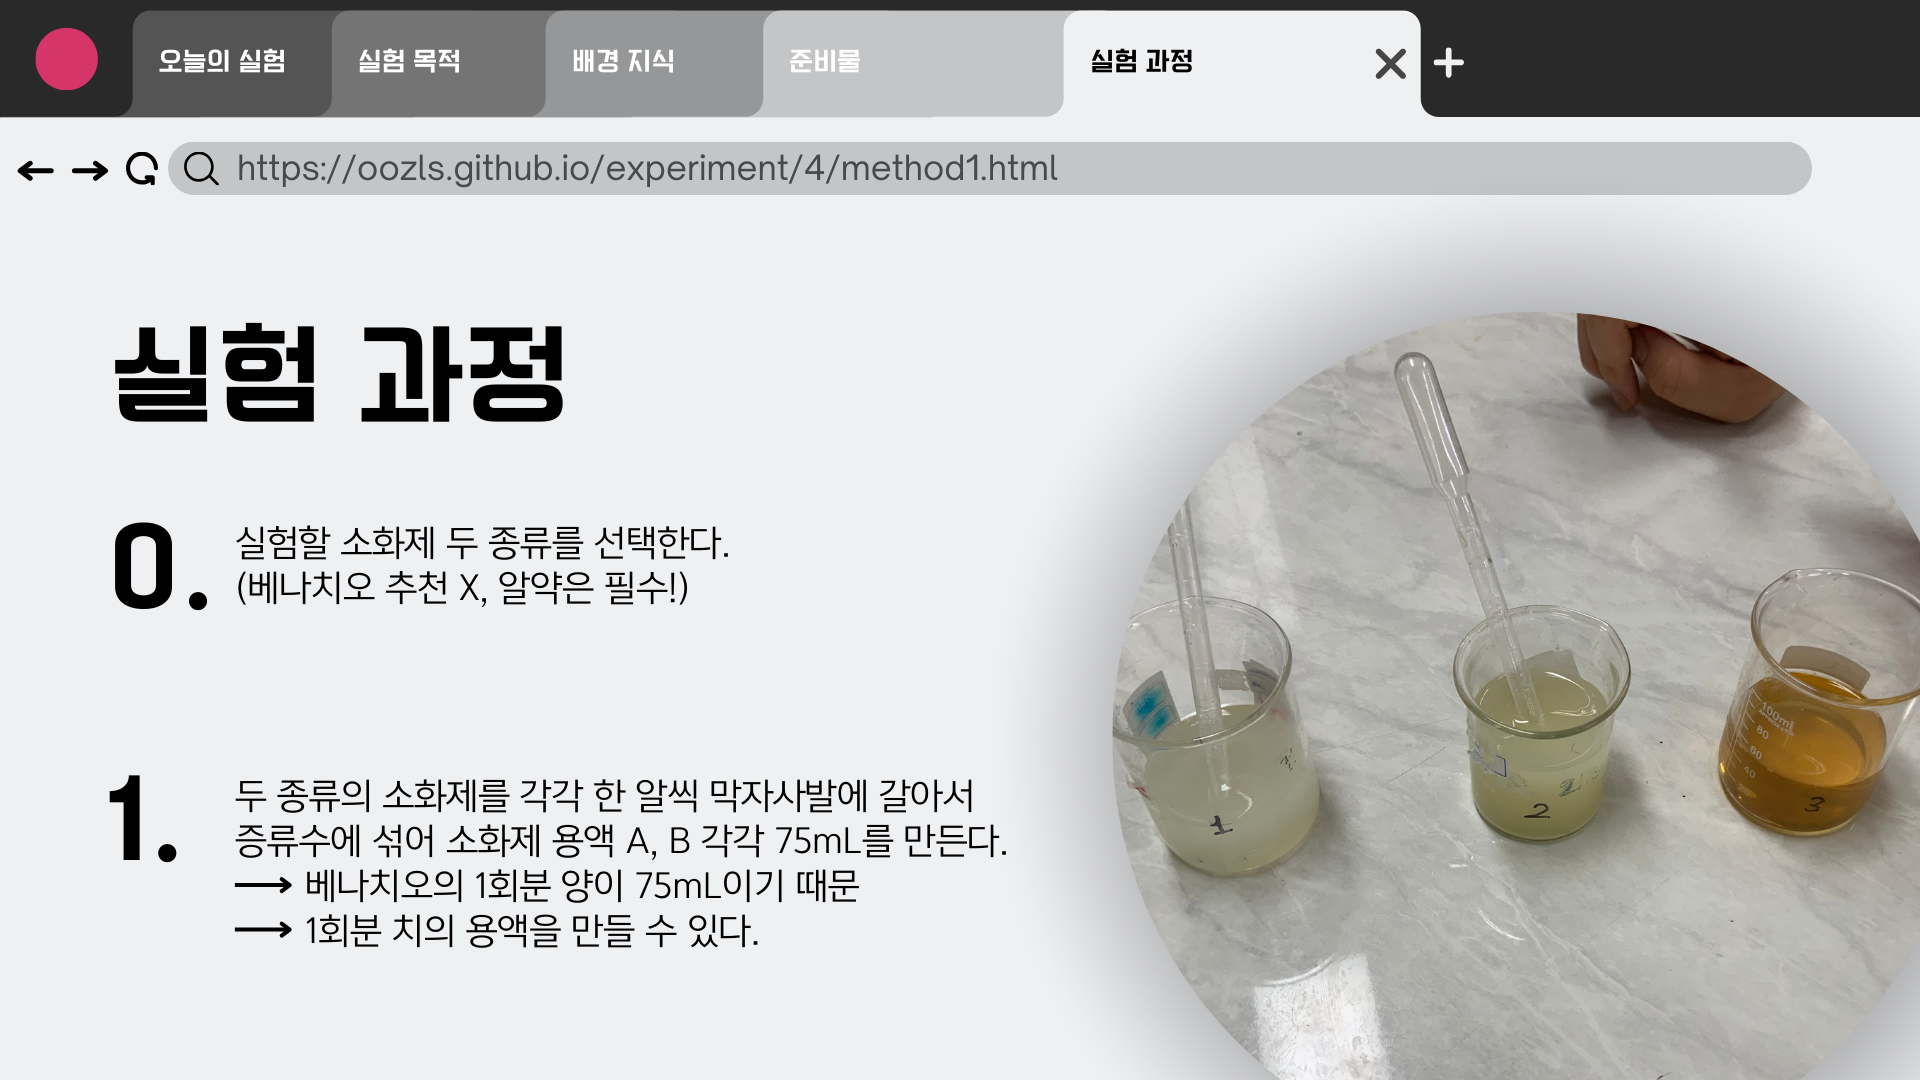 오늘의 실험
실험 목적
배경 지식
준비물
실험 과정
https://oozls.github.io/experiment/4/method1.html
실험 과정
0.
실험할 소화제 두 종류를 선택한다.
(베나치오 추천 X, 알약은 필수!)
1.
두 종류의 소화제를 각각 한 알씩 막자사발에 갈아서
증류수에 섞어 소화제 용액 A, B 각각 75mL를 만든다.
→ 베나치오의 1회분 양이 75mL이기 때문
→ 1회분 치의 용액을 만들 수 있다.
1
2
3
100ml
80
60
40